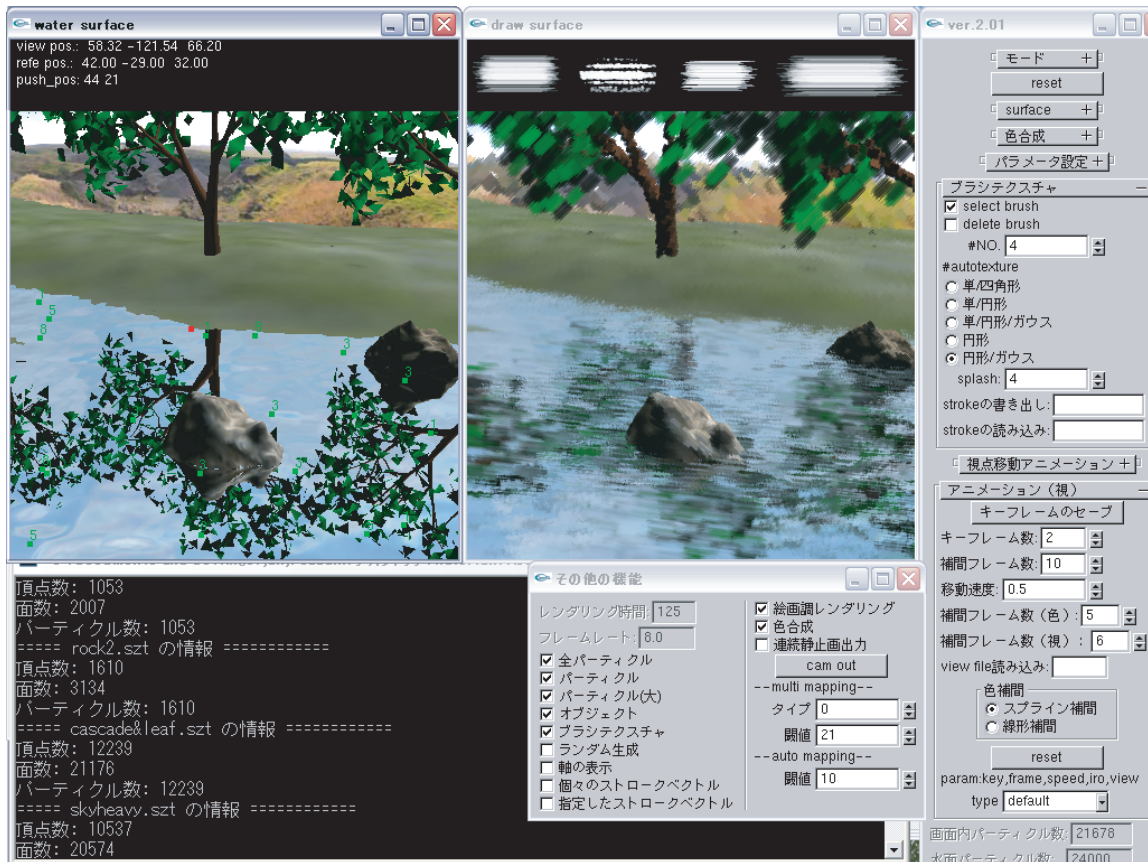 water surface
view pos.: 58.32 -121.54 66.20
refe pos.: 42.00 -29.00 32.00
push_pos: 44 21
1
5
8
6
3
3
3
3
3
1
5
draw surface
ver.2.01
モード +
reset
surface +
色合成 +
パラメータ設定 +
ブラシテクスチャ
select brush
delete brush
#NO. 4
#autotexture
単/四角形
単/円形
単/円形/ガウス
円形
円形/ガウス
splash: 4
strokeの書き出し:
strokeの読み込み:
視点移動アニメーション +
アニメーション（視）
キーフレームのセーブ
キーフレーム数: 2
補間フレーム数: 10
移動速度: 0.5
補間フレーム数（色）: 5
補間フレーム数（視）: 6
view file読み込み:
色補間
スプライン補間
線形補間
reset
param:key,frame,speed,iro,view
type default
画面内パーティクル数: 21678
水面パーティクル数: 24000
頂点数: 1053
面数: 2007
パーティクル数: 1053
===== rock2.szt の情報 ============
頂点数: 1610
面数: 3134
パーティクル数: 1610
===== cascade&leaf.szt の情報 ============
頂点数: 12239
面数: 21176
パーティクル数: 12239
===== skyheavy.szt の情報 ============
頂点数: 10537
面数: 20574
その他の機能
レンダリング時間: 125
フレームレート: 8.0
全パーティクル
パーティクル
パーティクル(大)
オブジェクト
ブラシテクスチャ
ランダム生成
軸の表示
個々のストロークベクトル
指定したストロークベクトル
絵画調レンダリング
色合成
連続静止画出力
cam out
--multi mapping--
タイプ 0
閾値 21
--auto mapping--
閾値 10